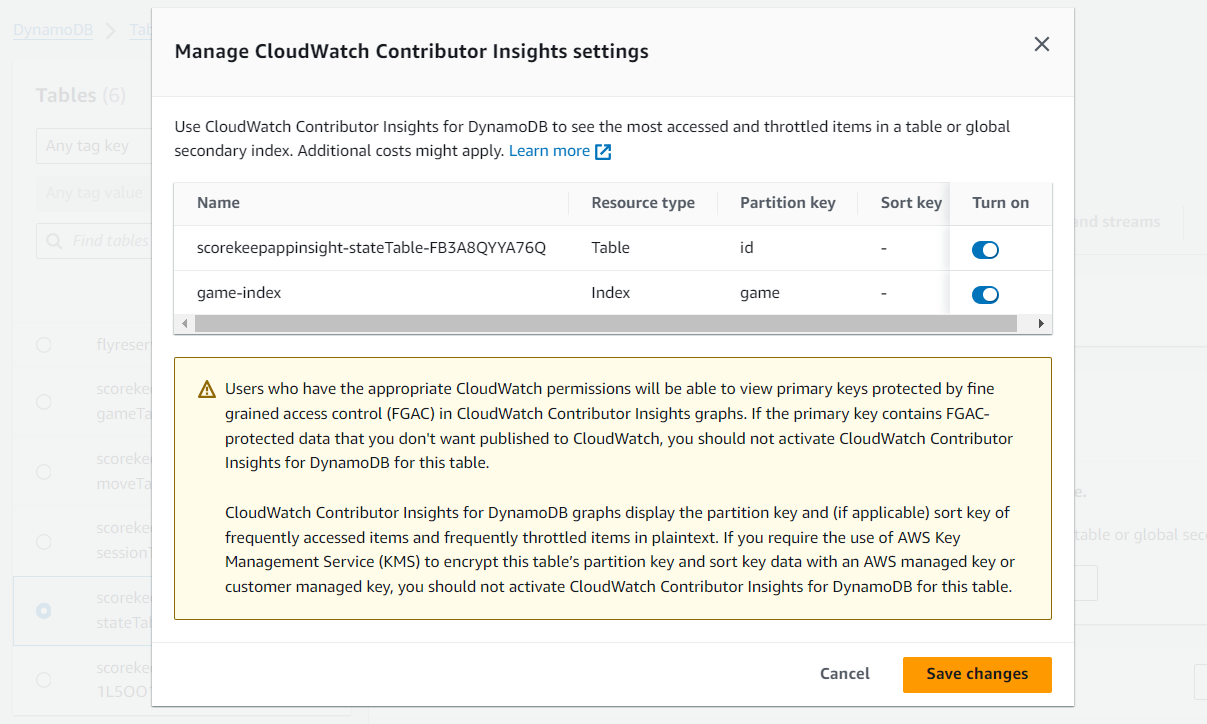 DynamoDB
Tab
Tables (6)
Any tag key
Any tag value
Find tables
flyreser
scorekee
gameTa
scorekee
moveTa
scorekee
session
scorekee
stateTab
scorekee
1L5OO
Manage CloudWatch Contributor Insights settings
Use CloudWatch Contributor Insights for DynamoDB to see the most accessed and throttled items in a table or global
secondary index. Additional costs might apply. Learn more
Name Resource type Partition key Sort key Turn on
scorekeepappinsight-stateTable-FB3A8QYYA76Q Table id -
game-index Index game -
Users who have the appropriate CloudWatch permissions will be able to view primary keys protected by fine
grained access control (FGAC) in CloudWatch Contributor Insights graphs. If the primary key contains FGAC-
protected data that you don't want published to CloudWatch, you should not activate CloudWatch Contributor
Insights for DynamoDB for this table.
CloudWatch Contributor Insights for DynamoDB graphs display the partition key and (if applicable) sort key of
frequently accessed items and frequently throttled items in plaintext. If you require the use of AWS Key
Management Service (KMS) to encrypt this table's partition key and sort key data with an AWS managed key or
customer managed key, you should not activate CloudWatch Contributor Insights for DynamoDB for this table.
Cancel Save changes
nd streams
e.
table or global sec